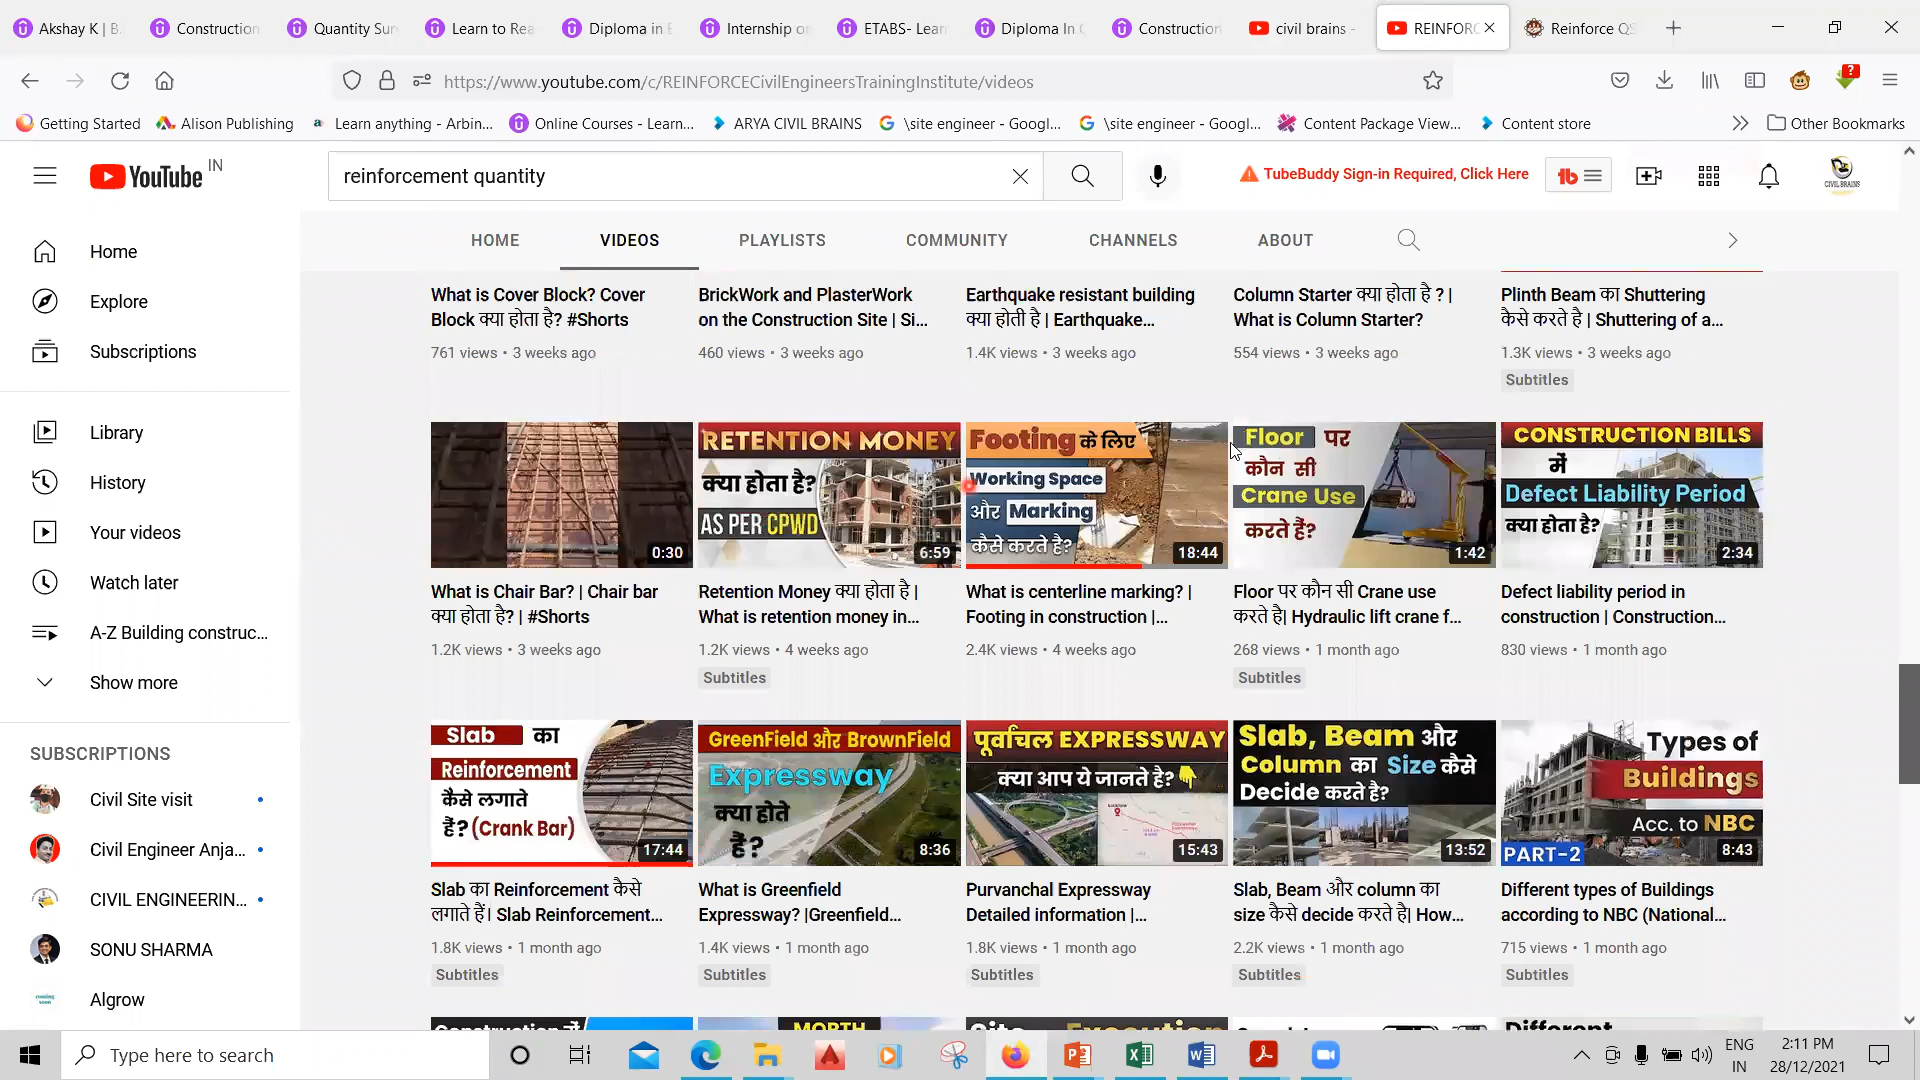 Akshay K | B.
Construction
Quantity Sur
Learn to Rea
Diploma in E
Internship o
ETABS- Lear
Diploma In C
Construction
civil brains -
REINFORC
Reinforce QS
https://www.youtube.com/c/REINFORCECivilEngineersTrainingInstitute/videos
?
Getting Started
Alison Publishing
Learn anything - Arbin...
Online Courses - Learn...
ARYA CIVIL BRAINS
\site engineer - Googl...
\site engineer - Googl...
Content Package View...
Content store
Other Bookmarks
YouTube IN
reinforcement quantity
TubeBuddy Sign-in Required, Click Here
tb
CIVIL BRAINS
HOME
VIDEOS
PLAYLISTS
COMMUNITY
CHANNELS
ABOUT
Home
Explore
Subscriptions
Library
History
Your videos
Watch later
A-Z Building construc...
Show more
SUBSCRIPTIONS
Civil Site visit
Civil Engineer Anja...
CIVIL ENGINEERIN...
SONU SHARMA
Algrow
What is Cover Block? Cover
Block क्या होता है? #Shorts
761 views • 3 weeks ago
BrickWork and PlasterWork
on the Construction Site | Si...
460 views • 3 weeks ago
Earthquake resistant building
क्या होती है | Earthquake...
1.4K views • 3 weeks ago
Column Starter क्या होता है ? |
What is Column Starter?
554 views • 3 weeks ago
Plinth Beam का Shuttering
कैसे करते है | Shuttering of a...
1.3K views • 3 weeks ago
Subtitles
0:30
What is Chair Bar? | Chair bar
क्या होता है? | #Shorts
1.2K views • 3 weeks ago
RETENTION MONEY
क्या होता है?
AS PER CPWD
6:59
Retention Money क्या होता है |
What is retention money in...
1.2K views • 4 weeks ago
Subtitles
Footing के लिए
Working Space
और Marking
कैसे करते है?
18:44
What is centerline marking? |
Footing in construction |...
2.4K views • 4 weeks ago
Floor पर
कौन सी
Crane Use
करते हैं?
1:42
Floor पर कौन सी Crane use
करते है| Hydraulic lift crane f...
268 views • 1 month ago
Subtitles
CONSTRUCTION BILLS
में
Defect Liability Period
क्या होता है?
2:34
Defect liability period in
construction | Construction...
830 views • 1 month ago
Slab का
Reinforcement
कैसे लगाते
हैं? (Crank Bar)
17:44
Slab का Reinforcement कैसे
लगाते हैं। Slab Reinforcement...
1.8K views • 1 month ago
Subtitles
GreenField और BrownField
Expressway
क्या होते
हैं?
8:36
What is Greenfield
Expressway? |Greenfield...
1.4K views • 1 month ago
Subtitles
पूर्वांचल EXPRESSWAY
क्या आप ये जानते है?
15:43
Purvanchal Expressway
Detailed information |...
1.8K views • 1 month ago
Subtitles
Slab, Beam और
Column का Size कैसे
Decide करते है?
13:52
Slab, Beam और column का
size कैसे decide करते है| How...
2.2K views • 1 month ago
Subtitles
Types of
Buildings
Acc. to NBC
PART-2
8:43
Different types of Buildings
according to NBC (National...
715 views • 1 month ago
Subtitles
Construction में
MORTH
Site Execution
Different
Type here to search
ENG
IN
2:11 PM
28/12/2021